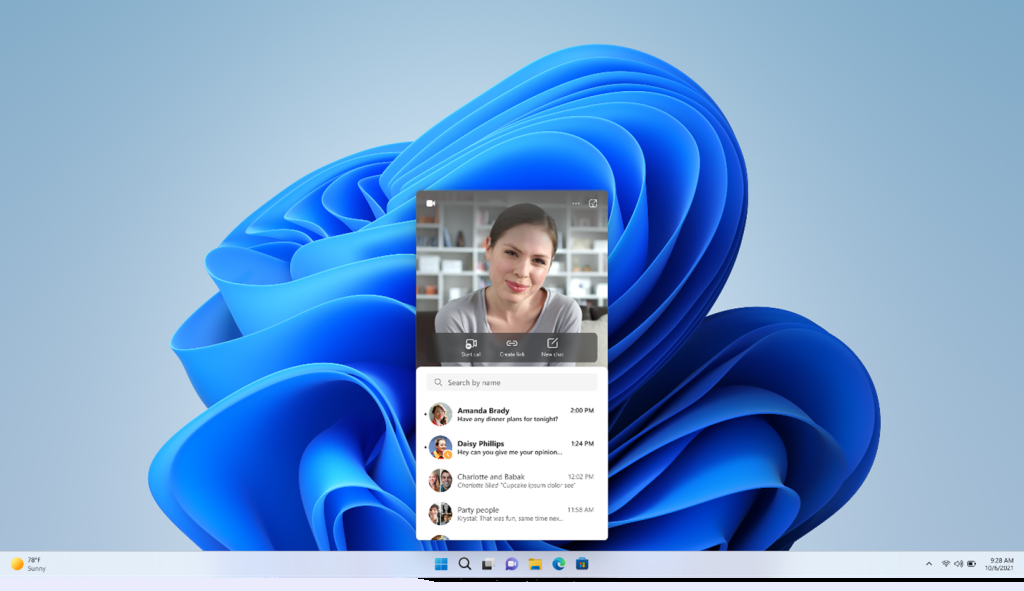 Start call
Create link
New chat
Search by name
Amanda Brady 2:00 PM
Have any dinner plans for tonight?
Daisy Phillips 1:24 PM
Hey can you give me your opinion...
Charlotte and Babak 12:02 PM
Charlotte liked "Cupcake ipsum dolor see"
Party people 11:58 AM
Krystal: That was fun, same time nex...
78°F
Sunny
9:28 AM
10/6/2021